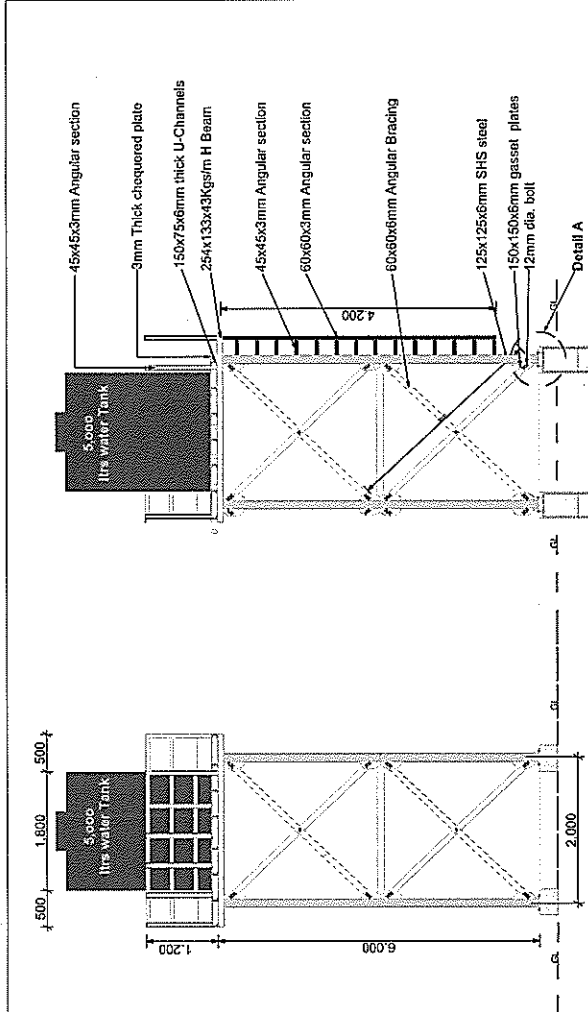 500
1,800
500
5,000
ltrs water Tank
1.200
6.000
2.000
GL
GL
GL
5,000
ltrs water Tank
4.200
45x45x3mm Angular section
3mm Thick chequered plate
150x75x6mm thick U-Channels
254x133x43Kgs/m H Beam
45x45x3mm Angular section
60x60x3mm Angular section
60x60x6mm Angular Bracing
125x125x6mm SHS steel
150x150x6mm gasset plates
12mm dia. bolt
Detail A
GL
GL